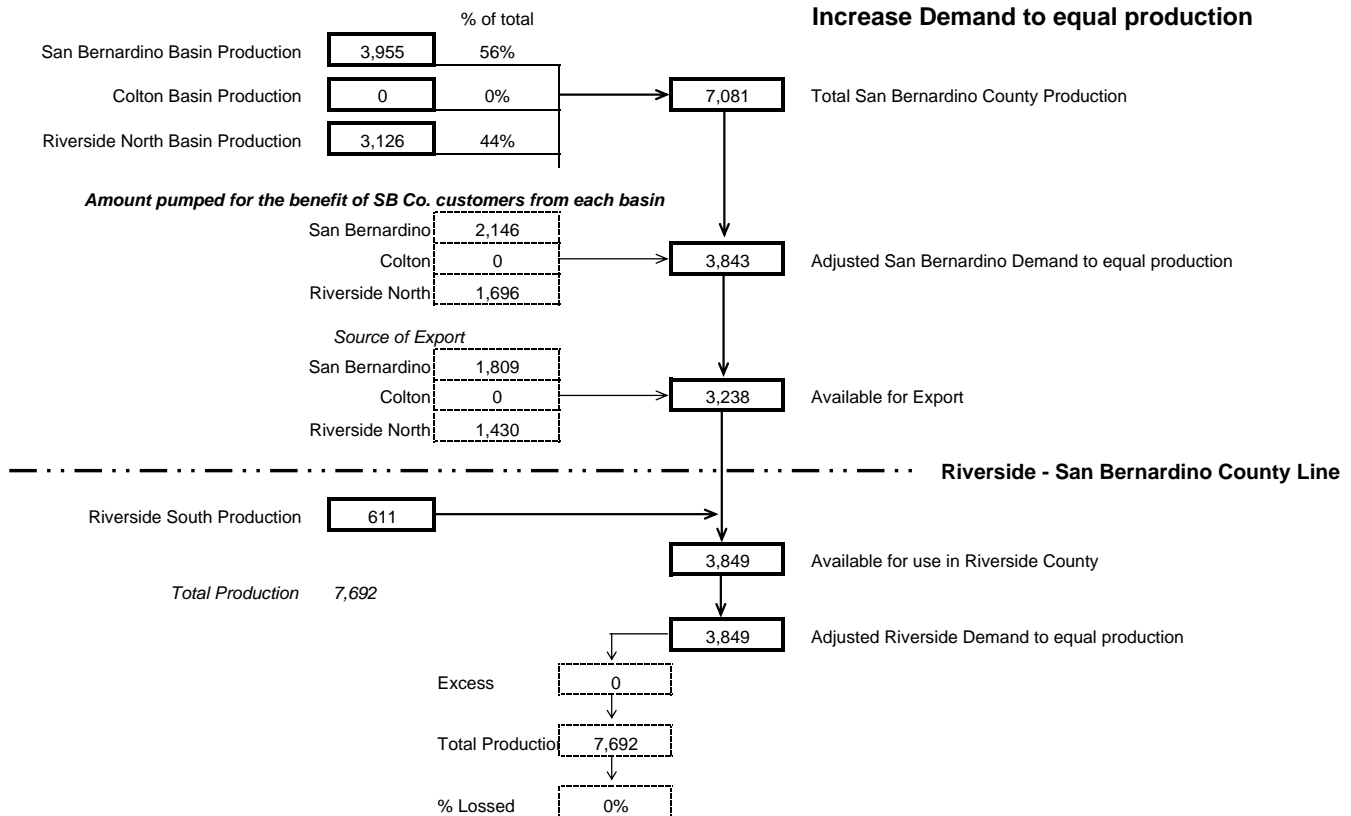 % of total
Increase Demand to equal production
San Bernardino Basin Production 3,955 56%
Colton Basin Production 0 0% 7,081 Total San Bernardino County Production
Riverside North Basin Production 3,126 44%
Amount pumped for the benefit of SB Co. customers from each basin
San Bernardino 2,146
Colton 0 3,843 Adjusted San Bernardino Demand to equal production
Riverside North 1,696
Source of Export
San Bernardino 1,809
Colton 0 3,238 Available for Export
Riverside North 1,430
Riverside - San Bernardino County Line
Riverside South Production 611
3,849 Available for use in Riverside County
Total Production 7,692
3,849 Adjusted Riverside Demand to equal production
Excess 0
Total Productio 7,692
% Lossed 0%